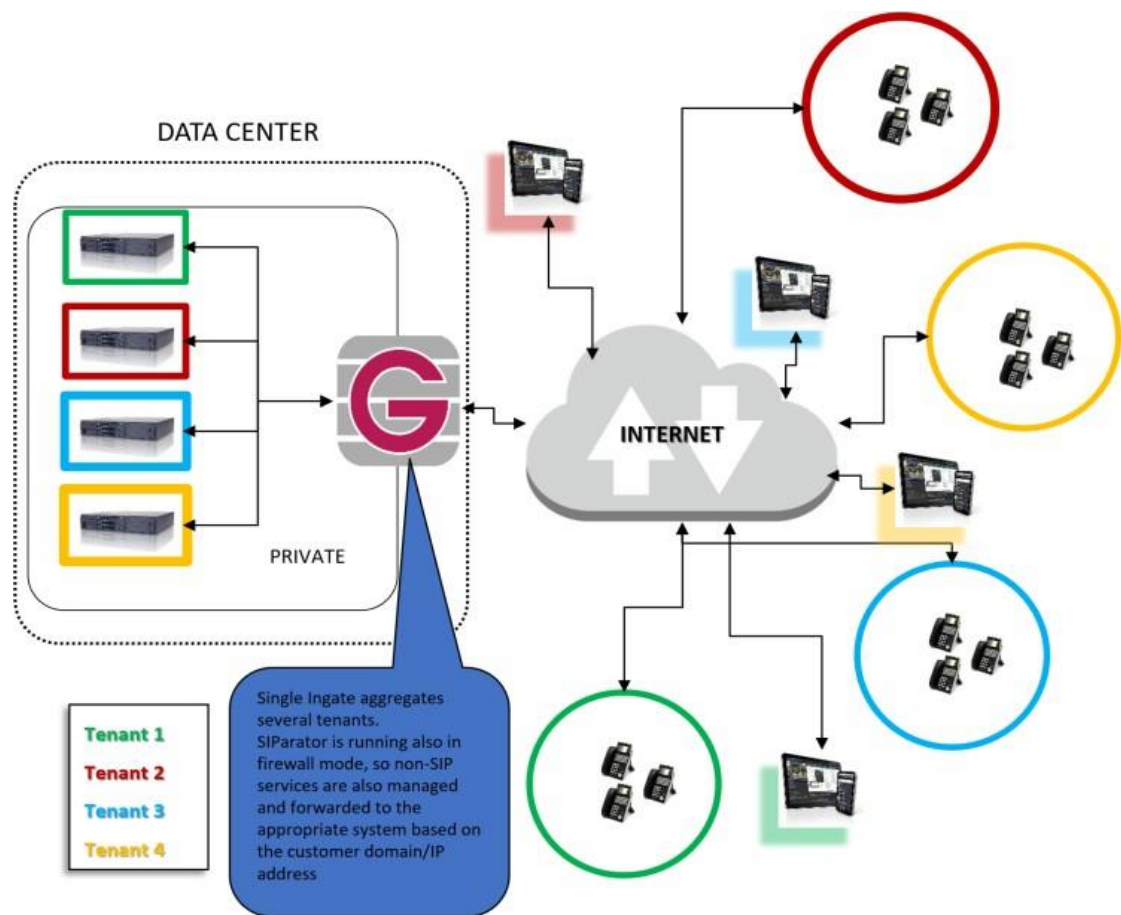 DATA CENTER
INTERNET
PRIVATE
Single Ingate aggregates
several tenants.
SIParator is running also in
firewall mode, so non-SIP
services are also managed
and forwarded to the
appropriate system based on
the customer domain/IP
address
Tenant 1
Tenant 2
Tenant 3
Tenant 4